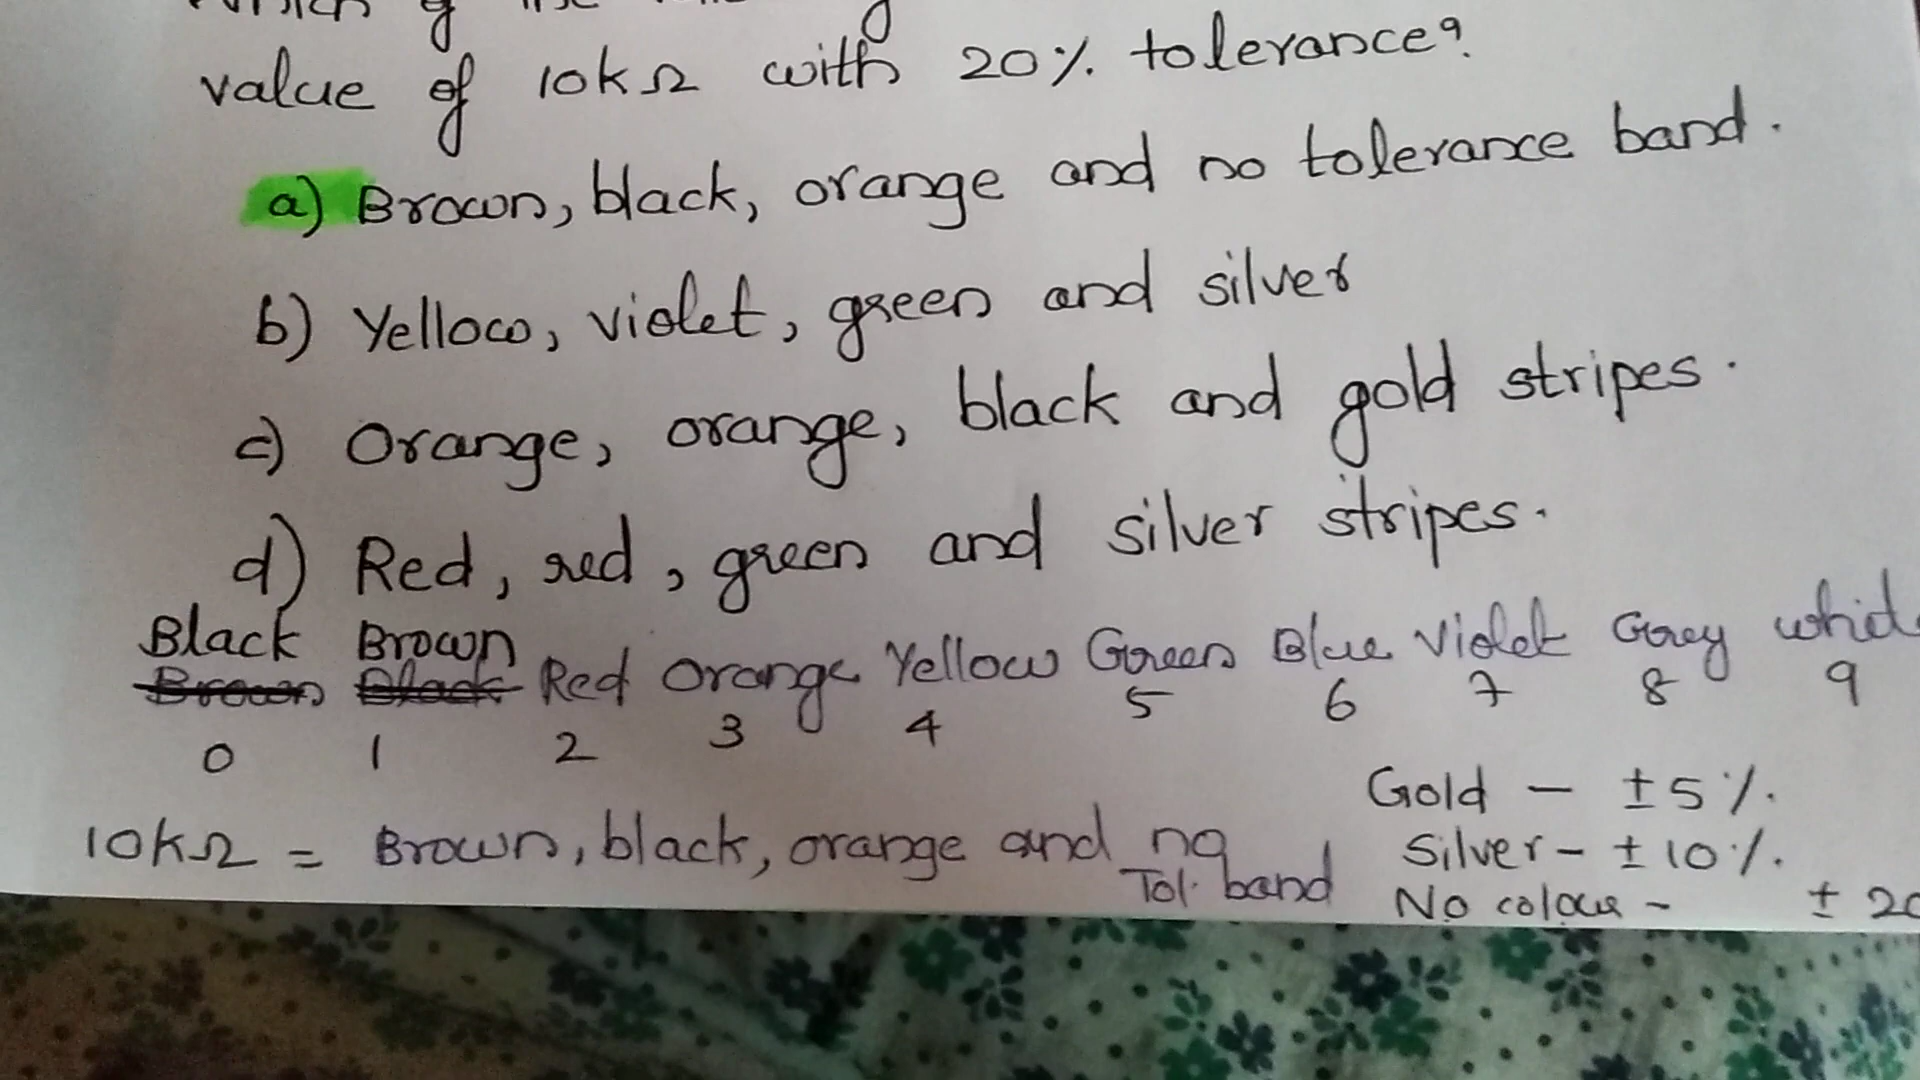 value of 10kΩ with 20% tolerance?
a) Brown, black, orange and no tolerance band.
b) Yellow, violet, green and silver
c) Orange, orange, black and gold stripes.
d) Red, red, green and silver stripes.
Black Brown
Brown Black Red Orange Yellow Green Blue Violet Grey
0 1 2 3 4 5 6 7 8 9
Gold - ±5%.
10kΩ = Brown, black, orange and no Tol. band
Silver - ±10%.
No colour - ± 20